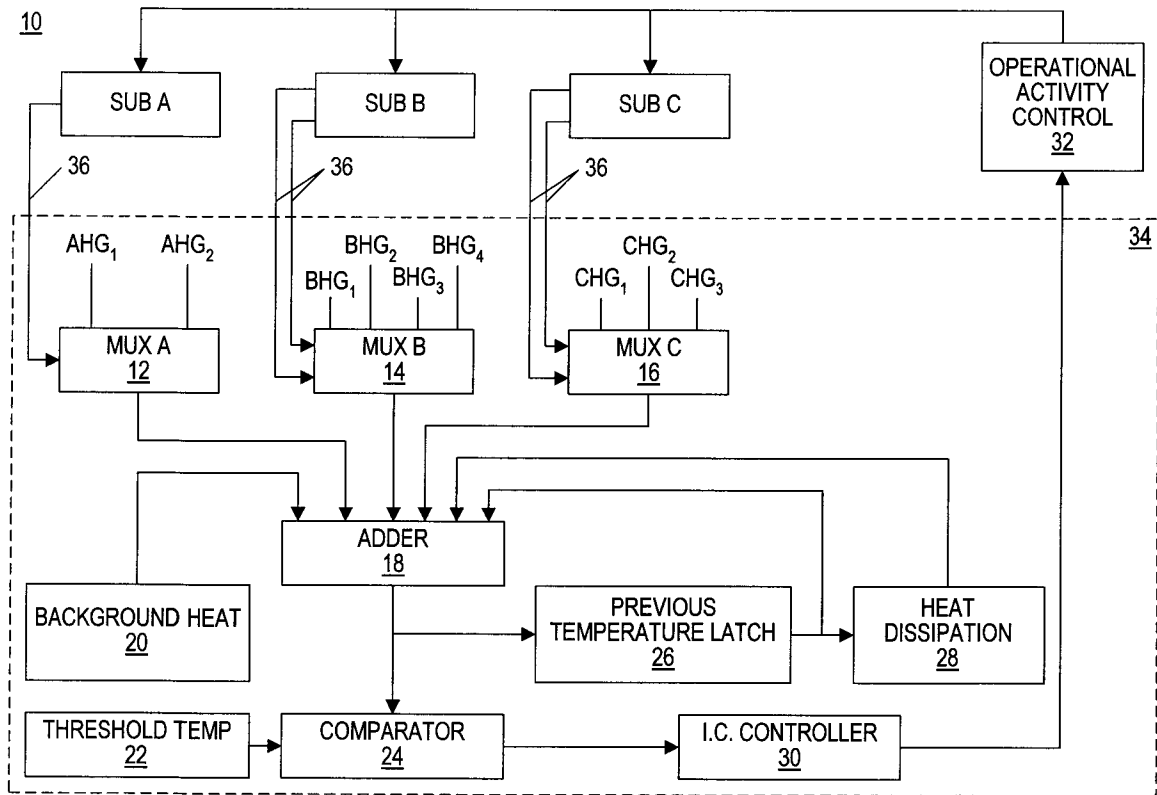 10
SUB A
SUB B
SUB C
OPERATIONAL
ACTIVITY
CONTROL
32
36
36
36
34
AHG₁
AHG₂
BHG₁
BHG₂
BHG₃
BHG₄
CHG₁
CHG₂
CHG₃
MUX A
12
MUX B
14
MUX C
16
ADDER
18
BACKGROUND HEAT
20
PREVIOUS
TEMPERATURE LATCH
26
HEAT
DISSIPATION
28
THRESHOLD TEMP
22
COMPARATOR
24
I.C. CONTROLLER
30